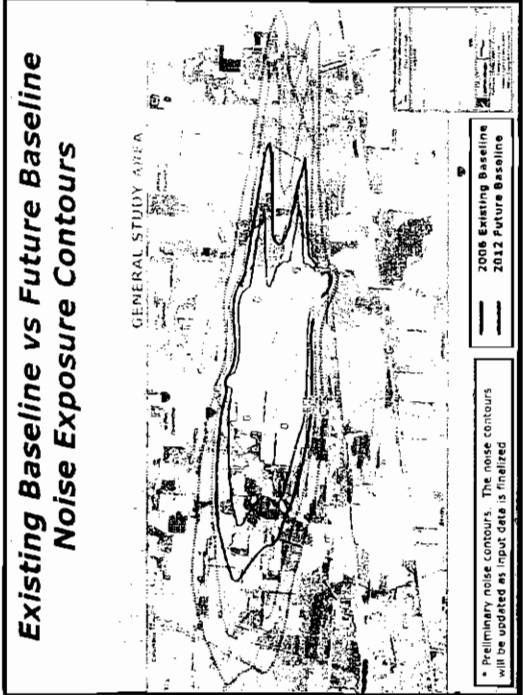 Existing Baseline vs Future Baseline
Noise Exposure Contours
GENERAL STUDY AREA
2006 Existing Baseline
2012 Future Baseline
* Preliminary noise contours. The noise contours
will be updated as input data is finalized